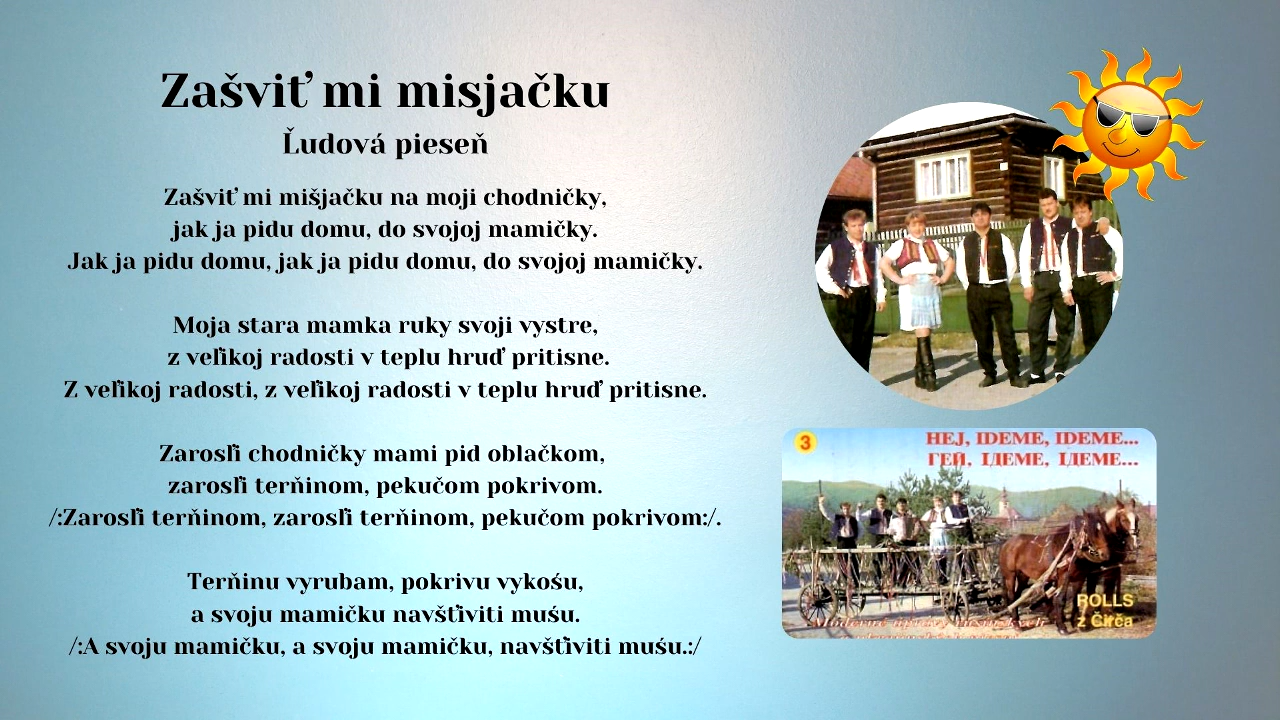 Zašviť mi misjačku
Ľudová pieseň
Zašviť mi mišjačku na moji chodničky,
jak ja pidu domu, do svojoj mamičky.
Jak ja pidu domu, jak ja pidu domu, do svojoj mamičky.
Moja stara mamka ruky svoji vystre,
z veľikoj radosti v teplu hruď pritisne.
Z veľikoj radosti, z veľikoj radosti v teplu hruď pritisne.
Zarosľi chodničky mami pid oblačkom,
zarosľi terňinom, pekučom pokrivom.
/:Zarosľi terňinom, zarosľi terňinom, pekučom pokrivom:/.
Terňinu vyrubam, pokrivu vykośu,
a svoju mamičku navšťiviti muśu.
/:A svoju mamičku, a svoju mamičku, navšťiviti muśu.:/
3
HEJ, IDEME, IDEME...
ГЕЙ, ІДЕМЕ, ІДЕМЕ...
ROLLS
z Čirča
Moderné úpravy rusínskych